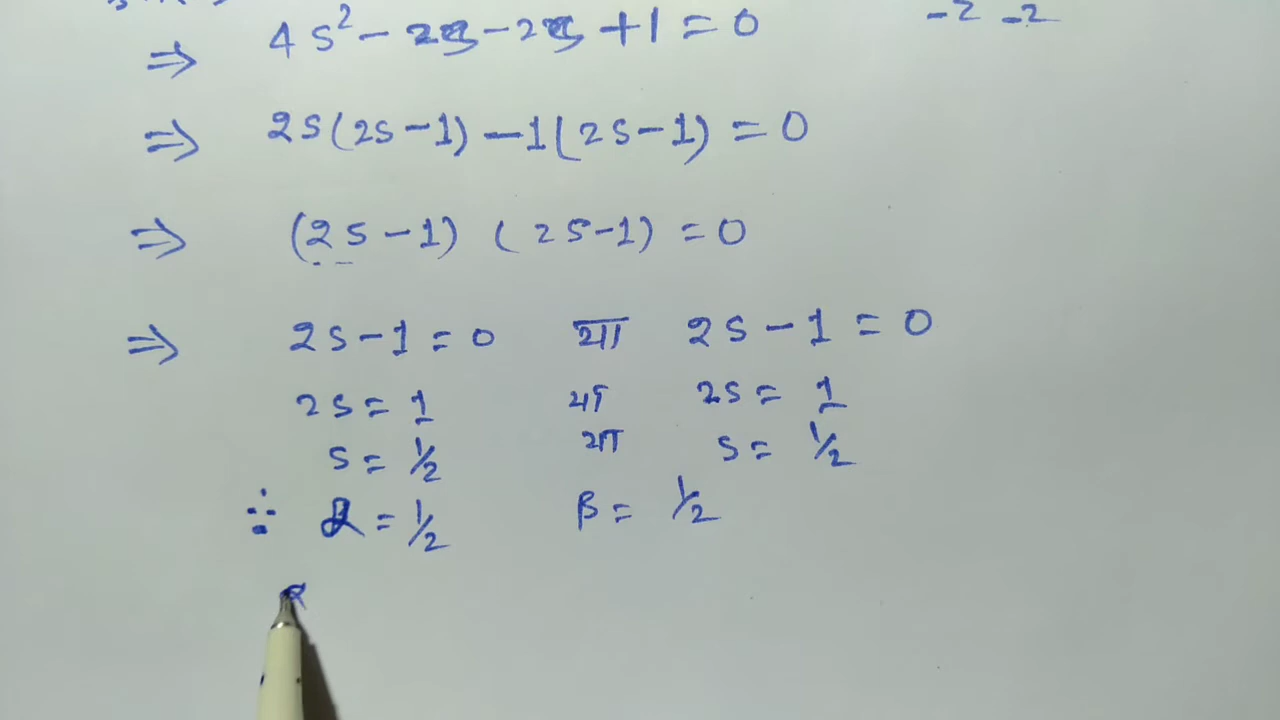 -2 -2
⇒ 4s² - 2s - 2s + 1 = 0
⇒ 2s(2s-1) - 1(2s-1) = 0
⇒ (2s-1) (2s-1) = 0
⇒ 2s-1=0 या 2s-1=0
2s = 1 या 2s = 1
s = 1/2 या s = 1/2
∴ α = 1/2 β = 1/2
α